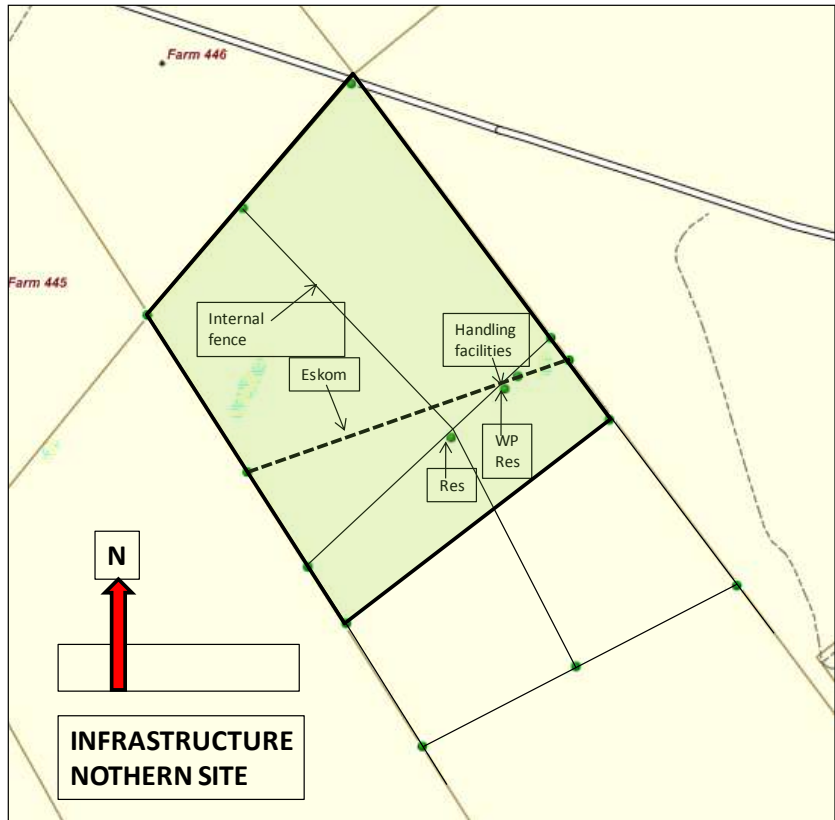 Farm 446
Farm 445
Internal
fence
Handling
facilities
Eskom
WP
Res
Res
N
INFRASTRUCTURE
NOTHERN SITE